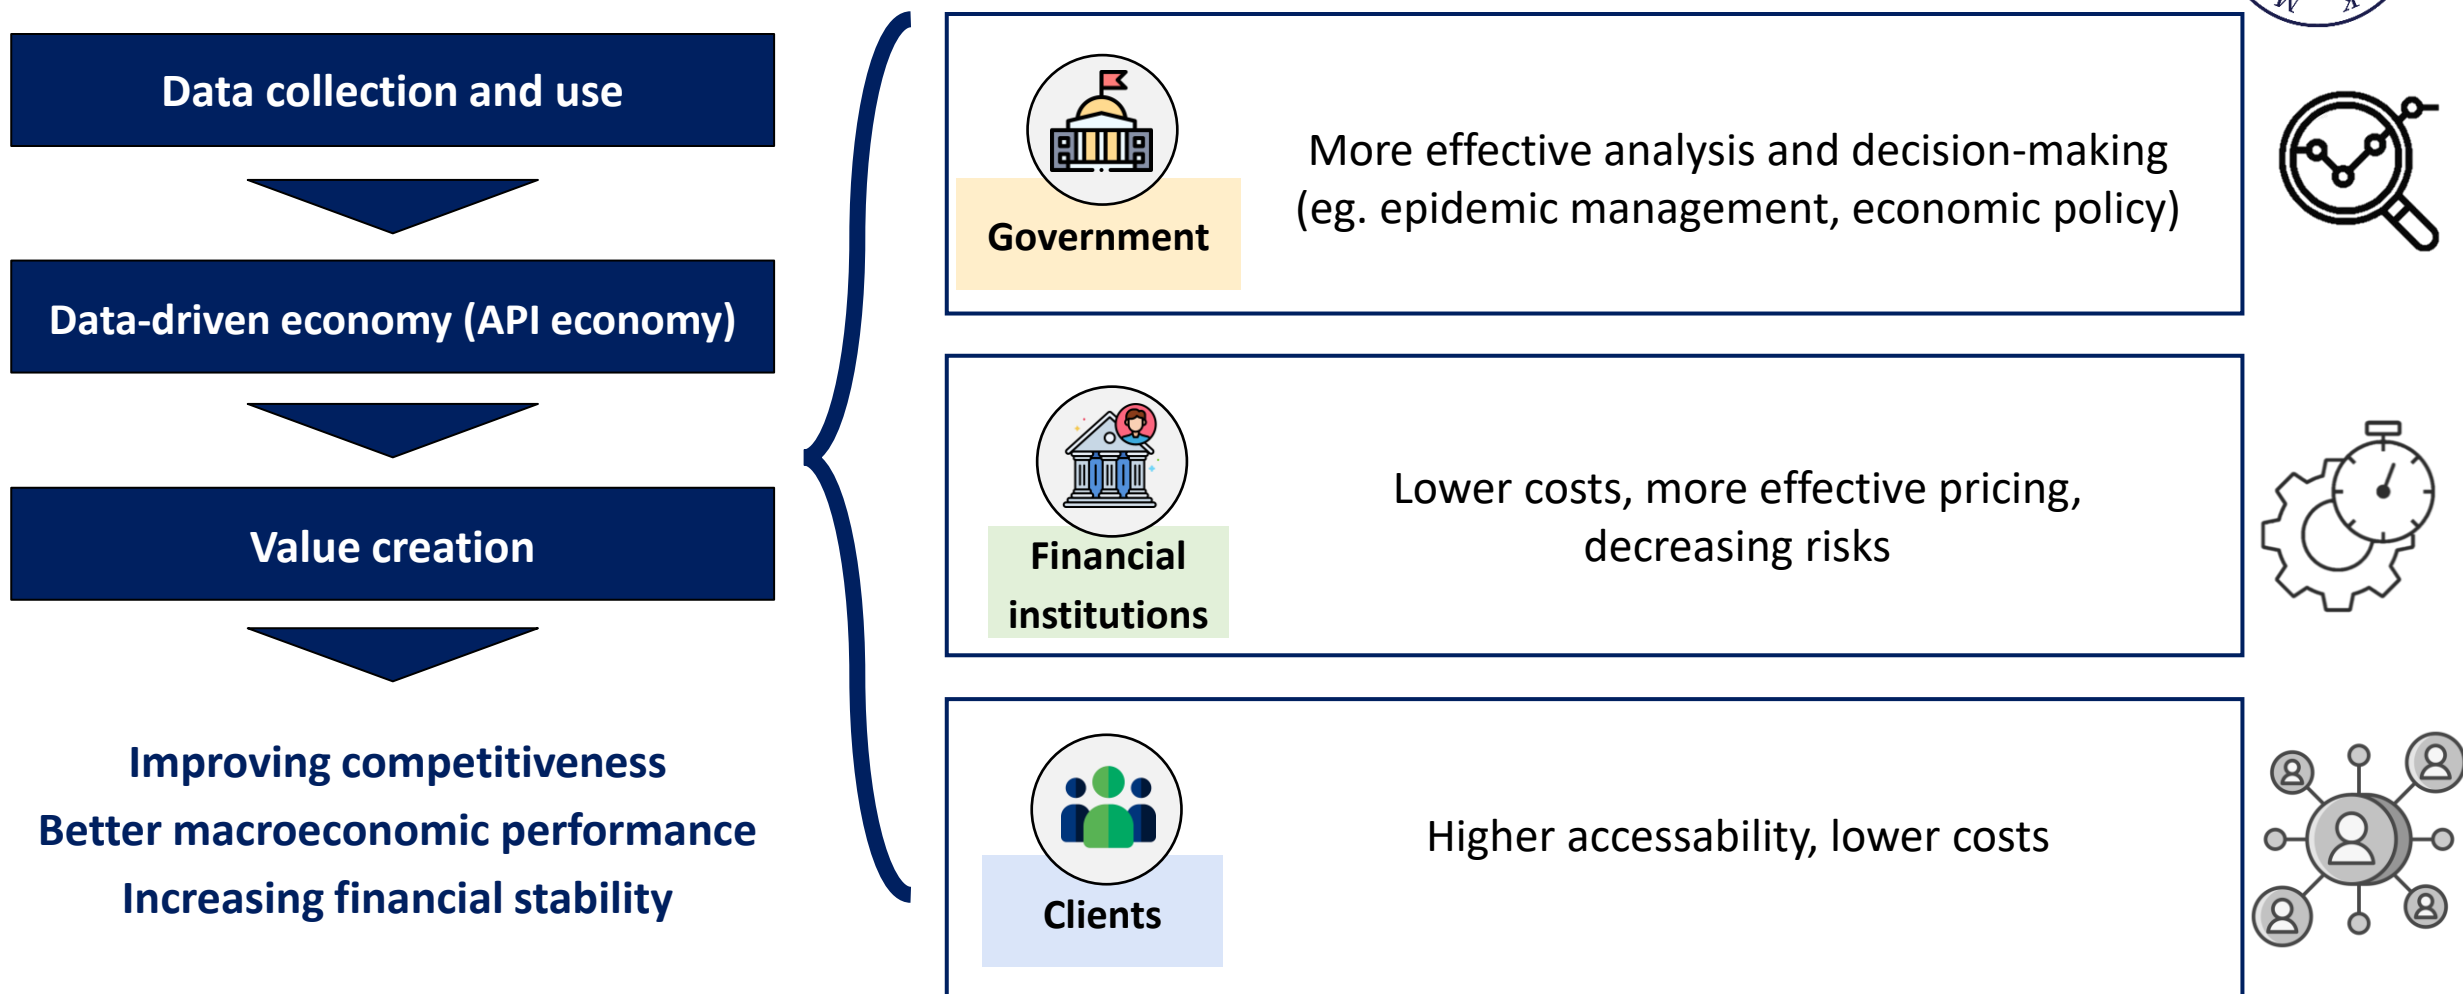 Data collection and use
Data-driven economy (API economy)
Value creation
Improving competitiveness
Better macroeconomic performance
Increasing financial stability
Government
More effective analysis and decision-making
(eg. epidemic management, economic policy)
Financial
institutions
Lower costs, more effective pricing,
decreasing risks
Clients
Higher accessability, lower costs